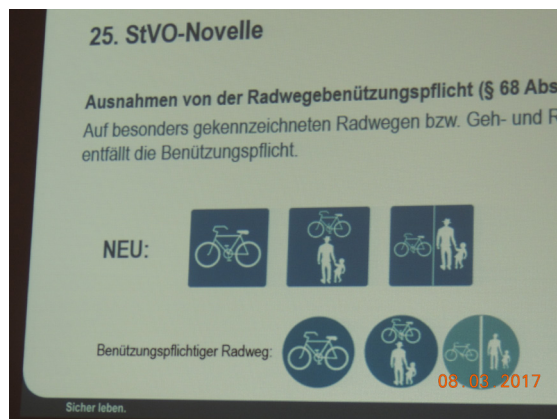 25. StVO-Novelle
Ausnahmen von der Radwegebenützungspflicht (§ 68 Abs
Auf besonders gekennzeichneten Radwegen bzw. Geh- und R
entfällt die Benützungspflicht.
NEU:
Benützungspflichtiger Radweg:
08.03.2017
Sicher leben.